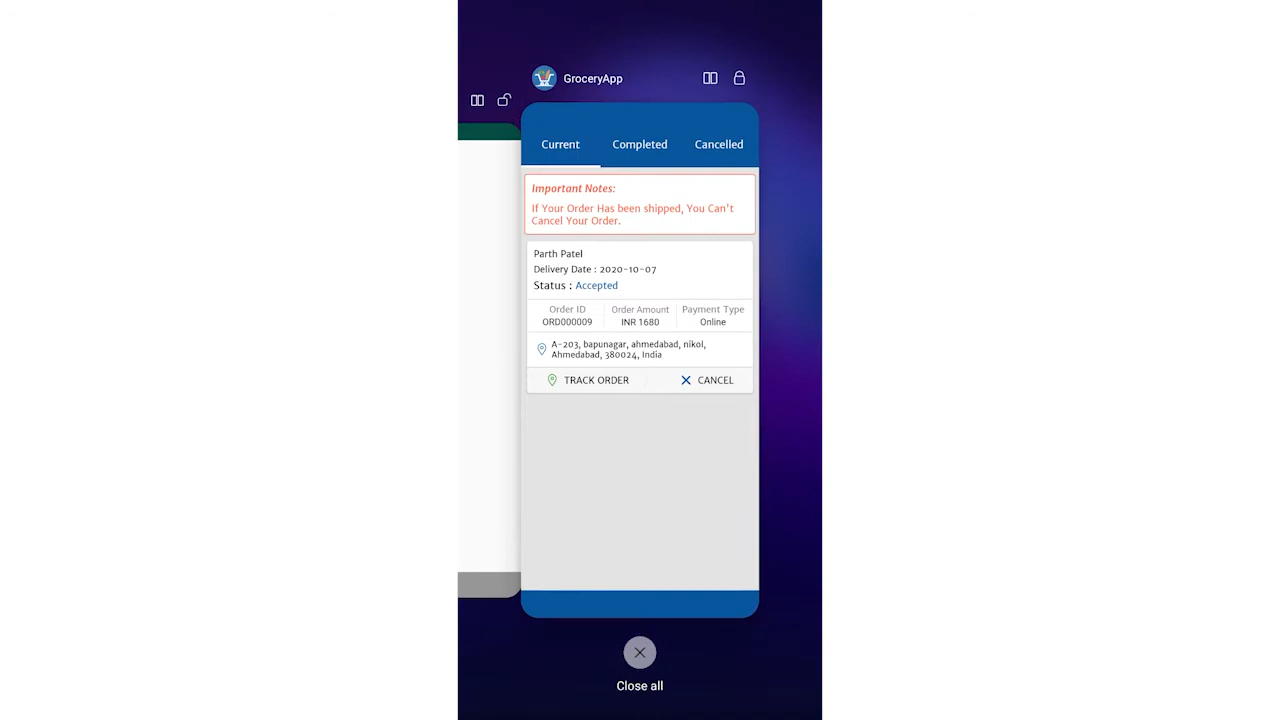 GroceryApp
Current Completed Cancelled
Important Notes:
If Your Order Has been shipped, You Can't
Cancel Your Order.
Parth Patel
Delivery Date : 2020-10-07
Status : Accepted
Order ID Order Amount Payment Type
ORD000009 INR 1680 Online
A-203, bapunagar, ahmedabad, nikol,
Ahmedabad, 380024, India
TRACK ORDER CANCEL
Close all